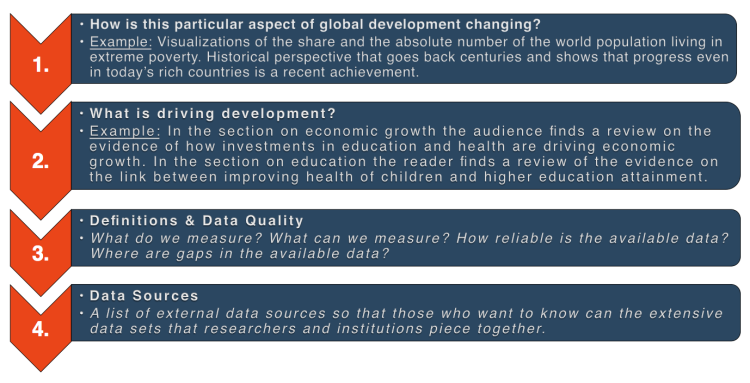 1.
• How is this particular aspect of global development changing?
• Example: Visualizations of the share and the absolute number of the world population living in
extreme poverty. Historical perspective that goes back centuries and shows that progress even
in today's rich countries is a recent achievement.
2.
• What is driving development?
• Example: In the section on economic growth the audience finds a review on the
evidence of how investments in education and health are driving economic
growth. In the section on education the reader finds a review of the evidence on
the link between improving health of children and higher education attainment.
3.
• Definitions & Data Quality
• What do we measure? What can we measure? How reliable is the available data?
Where are gaps in the available data?
4.
• Data Sources
• A list of external data sources so that those who want to know can the extensive
data sets that researchers and institutions piece together.